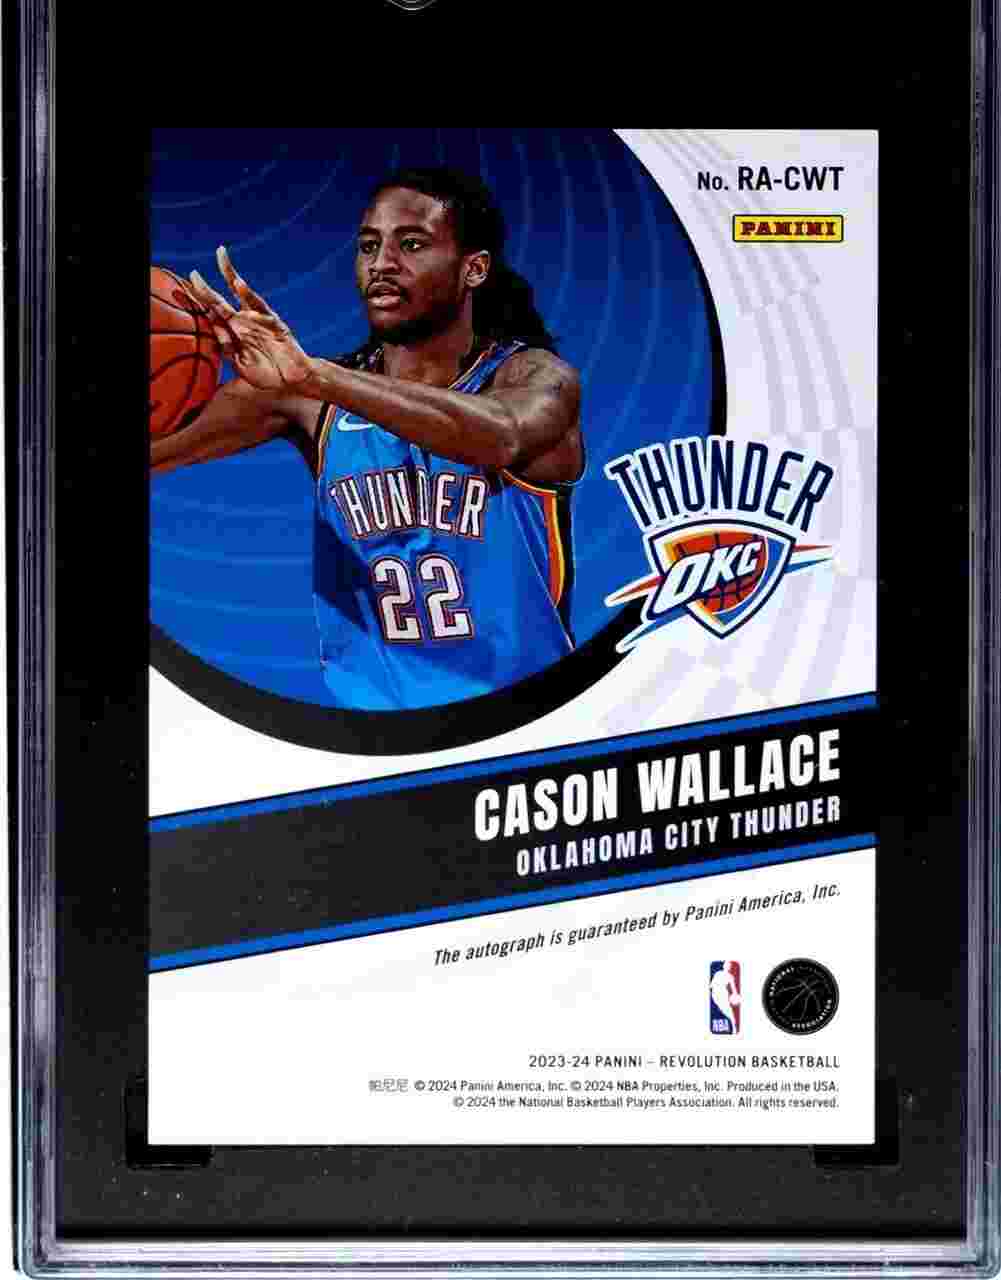 No. RA-CWT
PANINI
THUNDER
22
THUNDER
OKC
CASON WALLACE
OKLAHOMA CITY THUNDER
The autograph is guaranteed by Panini America, Inc.
NBA
NATIONAL
ASSOCIATION
2023-24 PANINI – REVOLUTION BASKETBALL
帕尼尼 © 2024 Panini America, Inc. © 2024 NBA Properties, Inc. Produced in the USA.
© 2024 the National Basketball Players Association. All rights reserved.